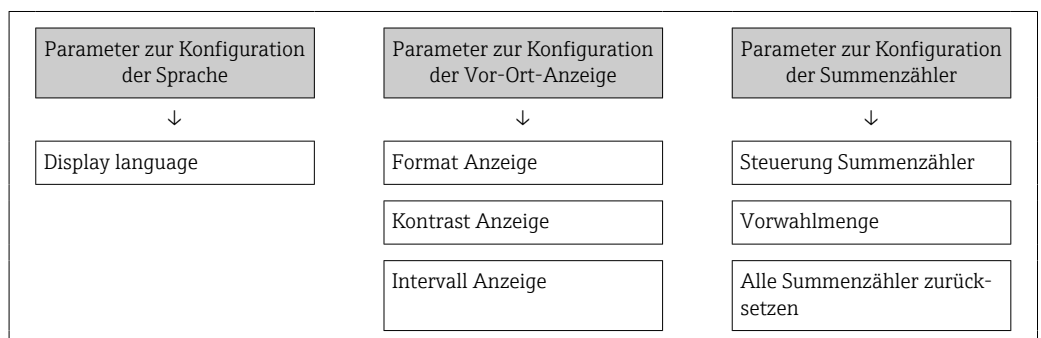 Parameter zur Konfiguration
der Sprache
↓
Display language
Parameter zur Konfiguration
der Vor-Ort-Anzeige
↓
Format Anzeige
Kontrast Anzeige
Intervall Anzeige
Parameter zur Konfiguration
der Summenzähler
↓
Steuerung Summenzähler
Vorwahlmenge
Alle Summenzähler zurück-
setzen